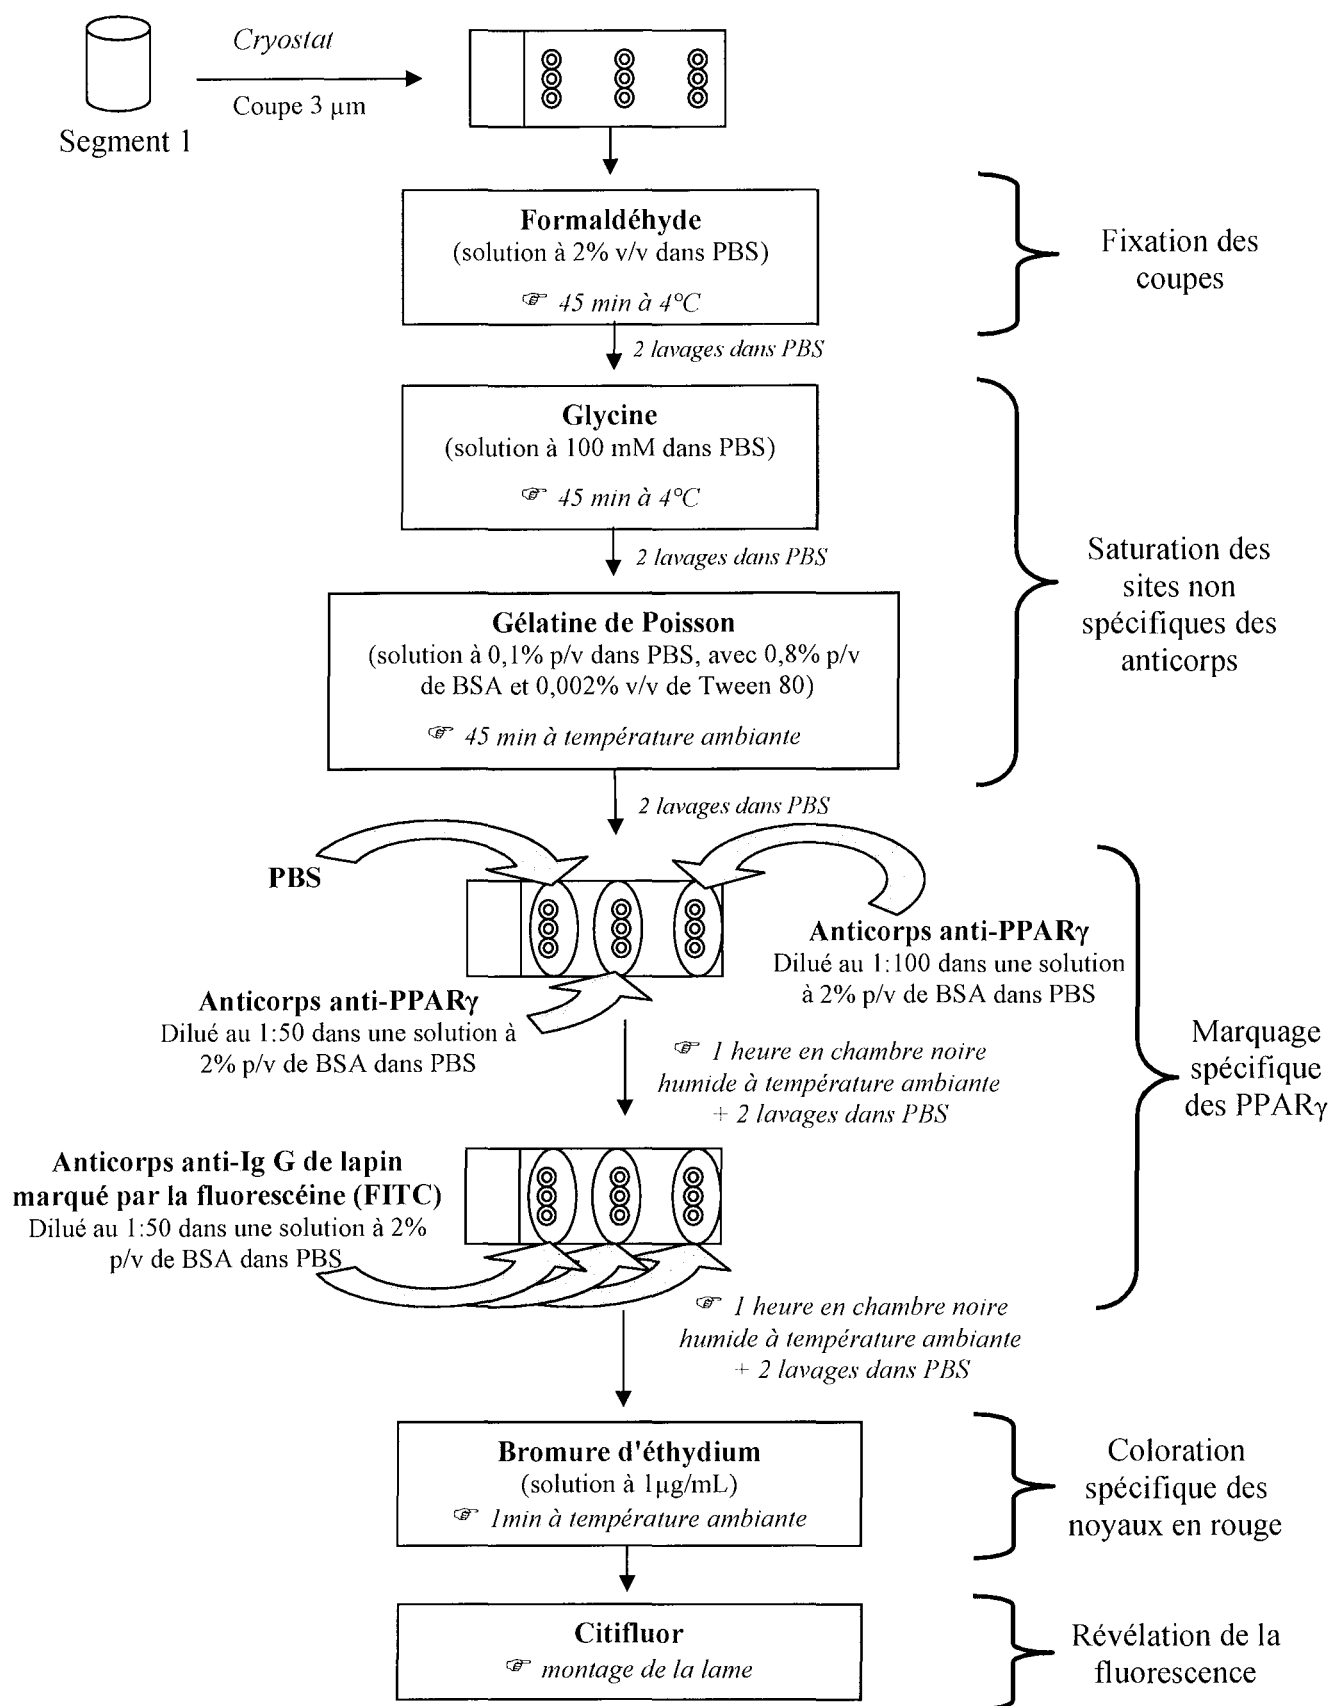 Cryostat
Coupe 3 µm
Segment 1
Formaldéhyde
(solution à 2% v/v dans PBS)
☞ 45 min à 4°C
Fixation des
coupes
2 lavages dans PBS
Glycine
(solution à 100 mM dans PBS)
☞ 45 min à 4°C
2 lavages dans PBS
Gélatine de Poisson
(solution à 0,1% p/v dans PBS, avec 0,8% p/v
de BSA et 0,002% v/v de Tween 80)
☞ 45 min à température ambiante
Saturation des
sites non
spécifiques des
anticorps
2 lavages dans PBS
PBS
Anticorps anti-PPARγ
Dilué au 1:100 dans une solution
à 2% p/v de BSA dans PBS
Anticorps anti-PPARγ
Dilué au 1:50 dans une solution à
2% p/v de BSA dans PBS
☞ 1 heure en chambre noire
humide à température ambiante
+ 2 lavages dans PBS
Marquage
spécifique
des PPARγ
Anticorps anti-Ig G de lapin
marqué par la fluorescéine (FITC)
Dilué au 1:50 dans une solution à 2%
p/v de BSA dans PBS
☞ 1 heure en chambre noire
humide à température ambiante
+ 2 lavages dans PBS
Bromure d'éthydium
(solution à 1µg/mL)
☞ 1min à température ambiante
Coloration
spécifique des
noyaux en rouge
Citifluor
☞ montage de la lame
Révélation de la
fluorescence